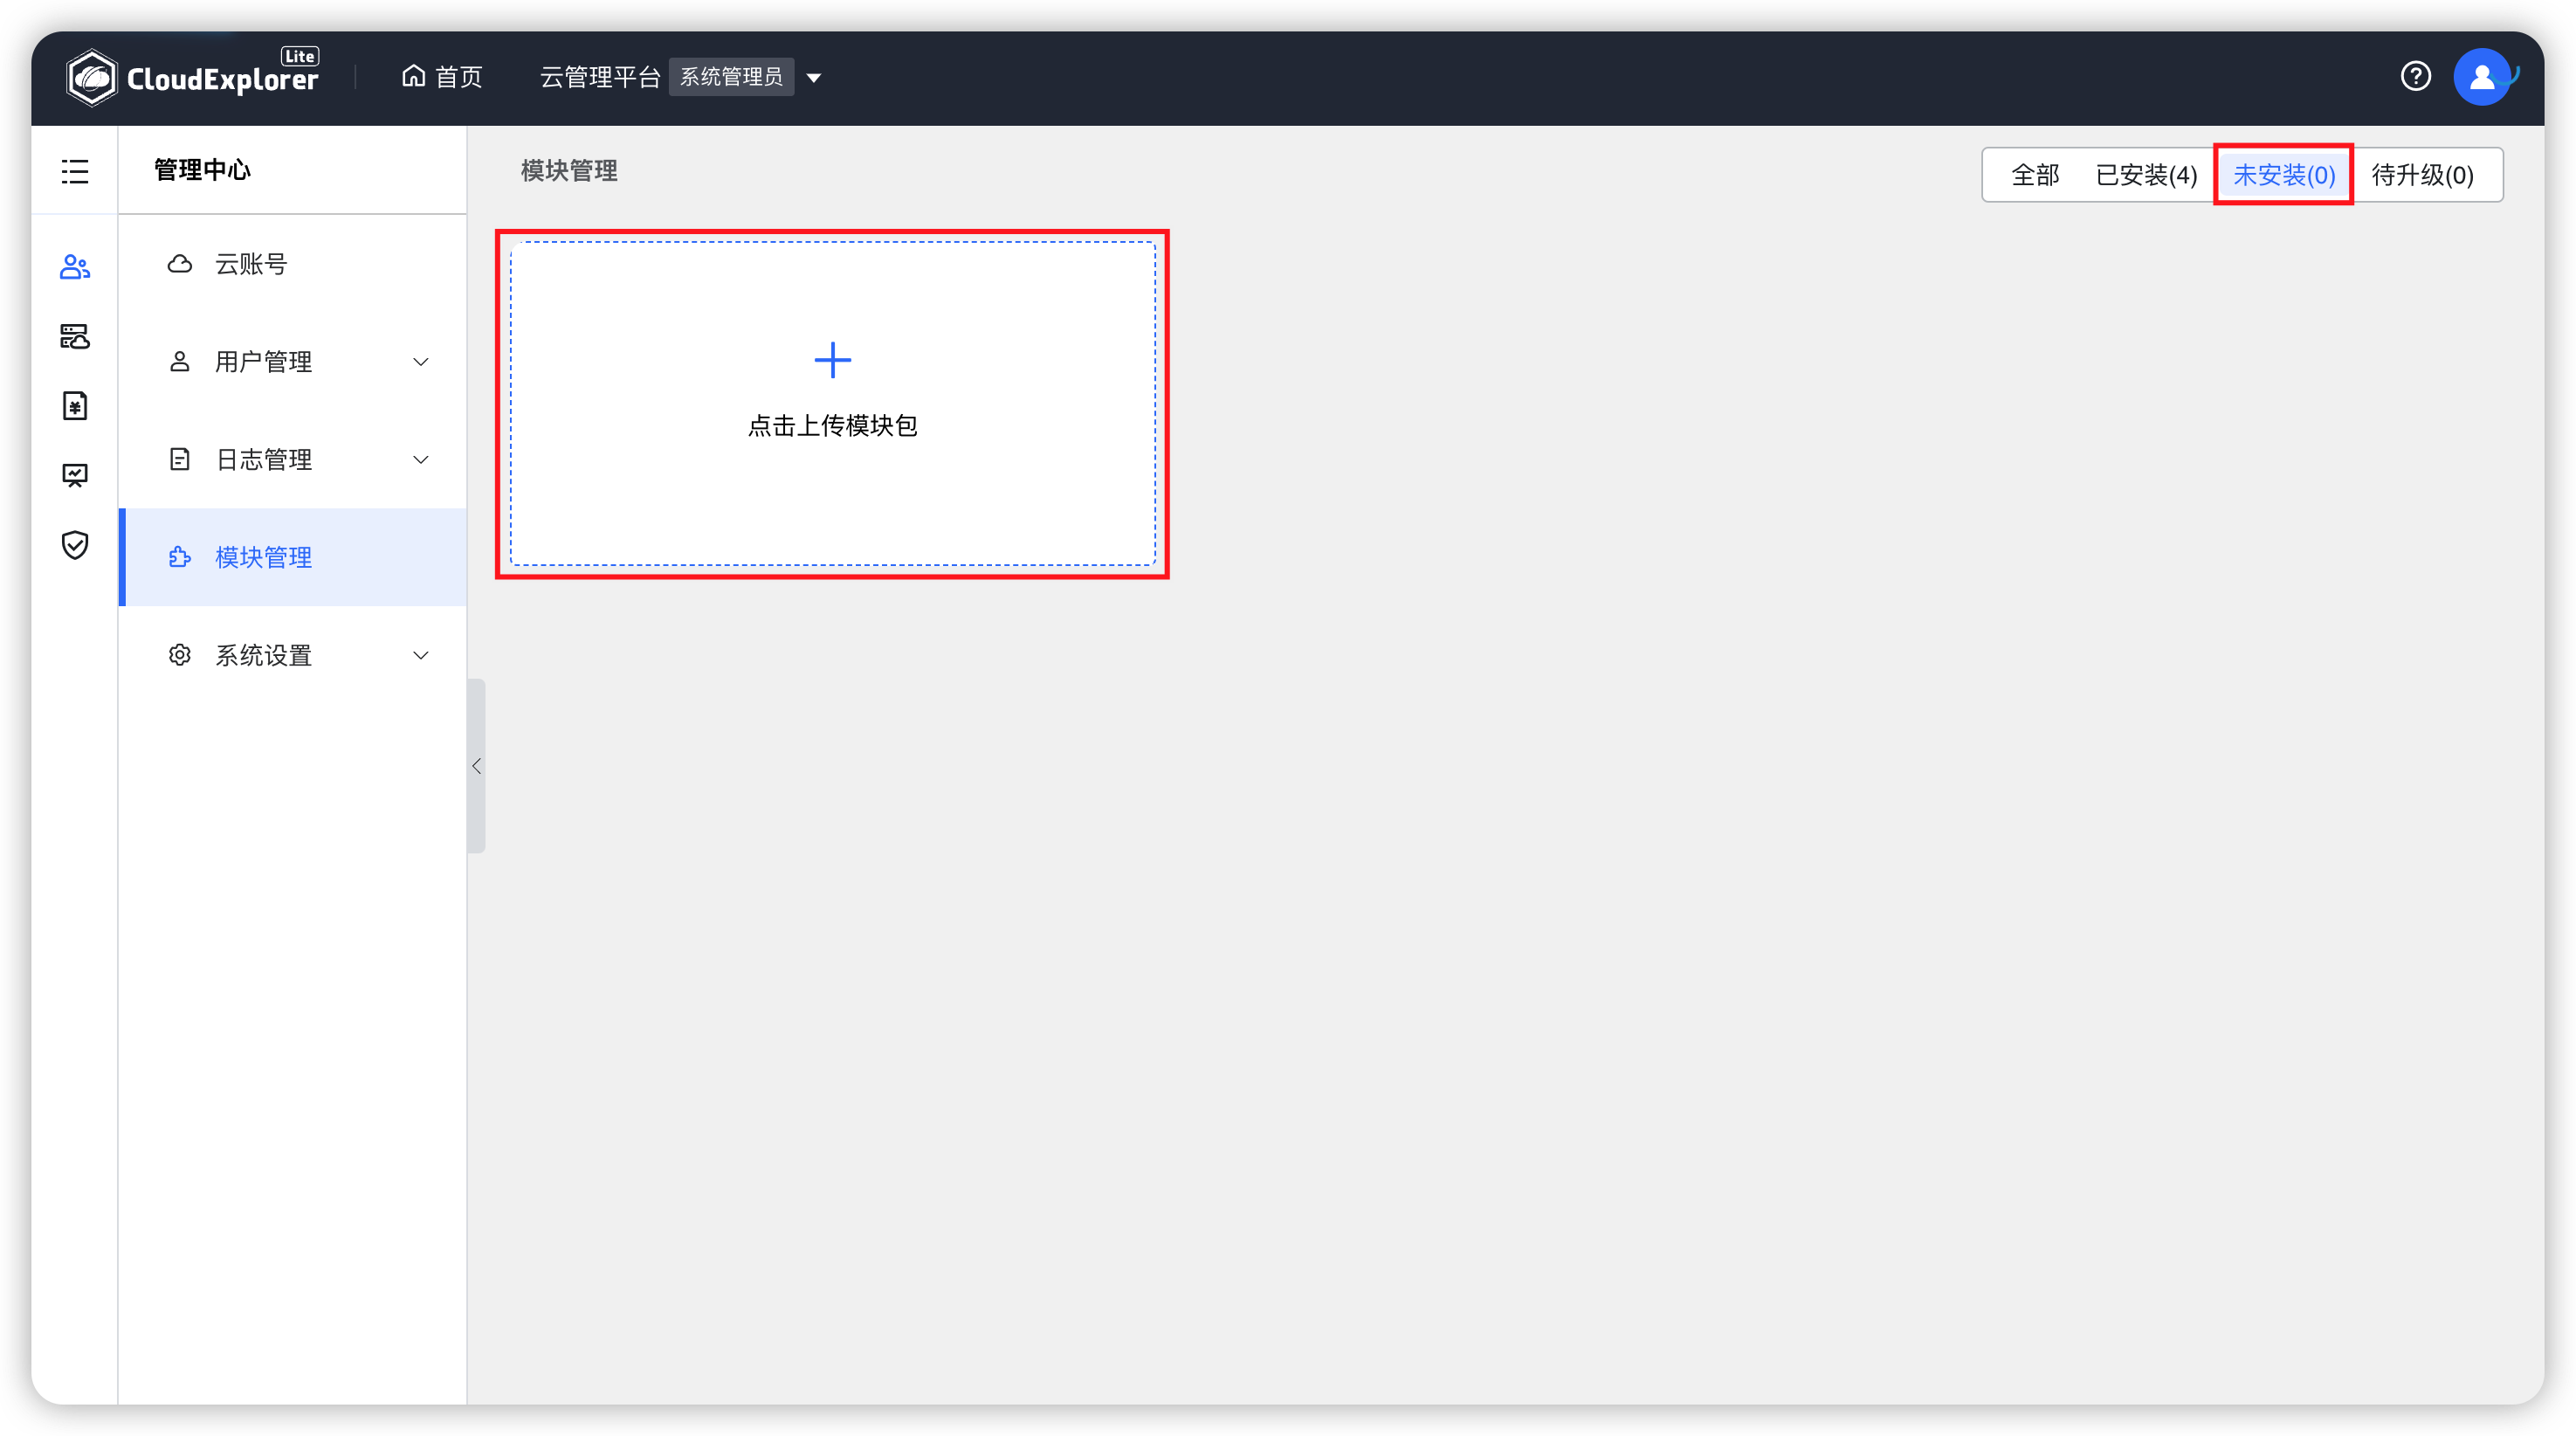 CloudExplorer Lite
首页
云管理平台 系统管理员
管理中心
云账号
用户管理
日志管理
模块管理
系统设置
模块管理
全部 已安装(4) 未安装(0) 待升级(0)
点击上传模块包